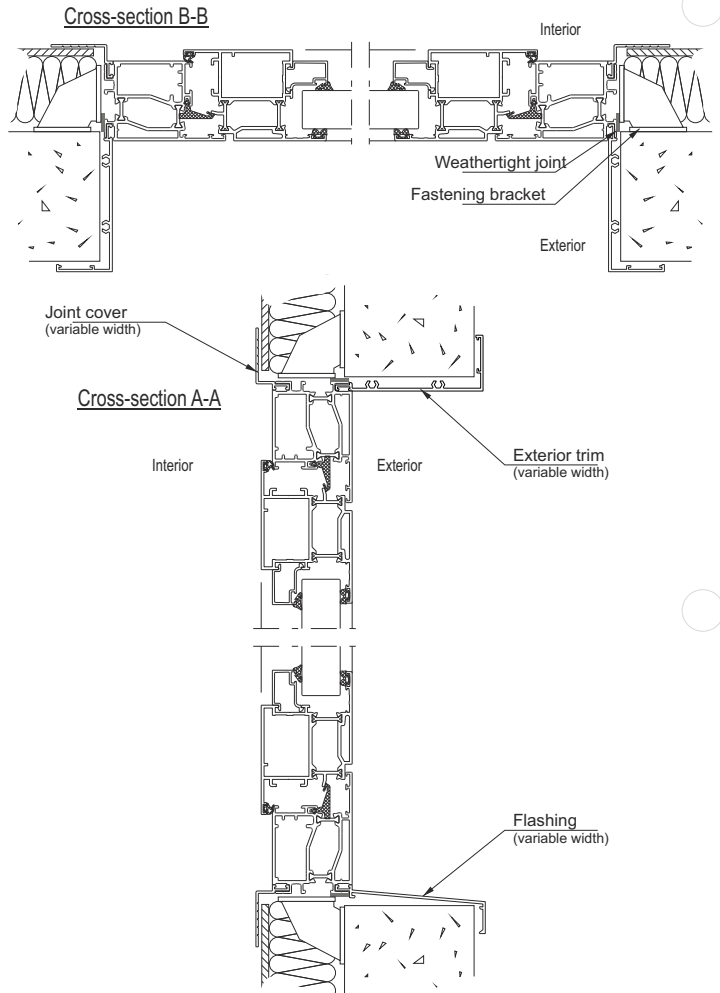 Cross-section B-B
Interior
Weathertight joint
Fastening bracket
Exterior
Joint cover
(variable width)
Cross-section A-A
Interior
Exterior
Exterior trim
(variable width)
Flashing
(variable width)